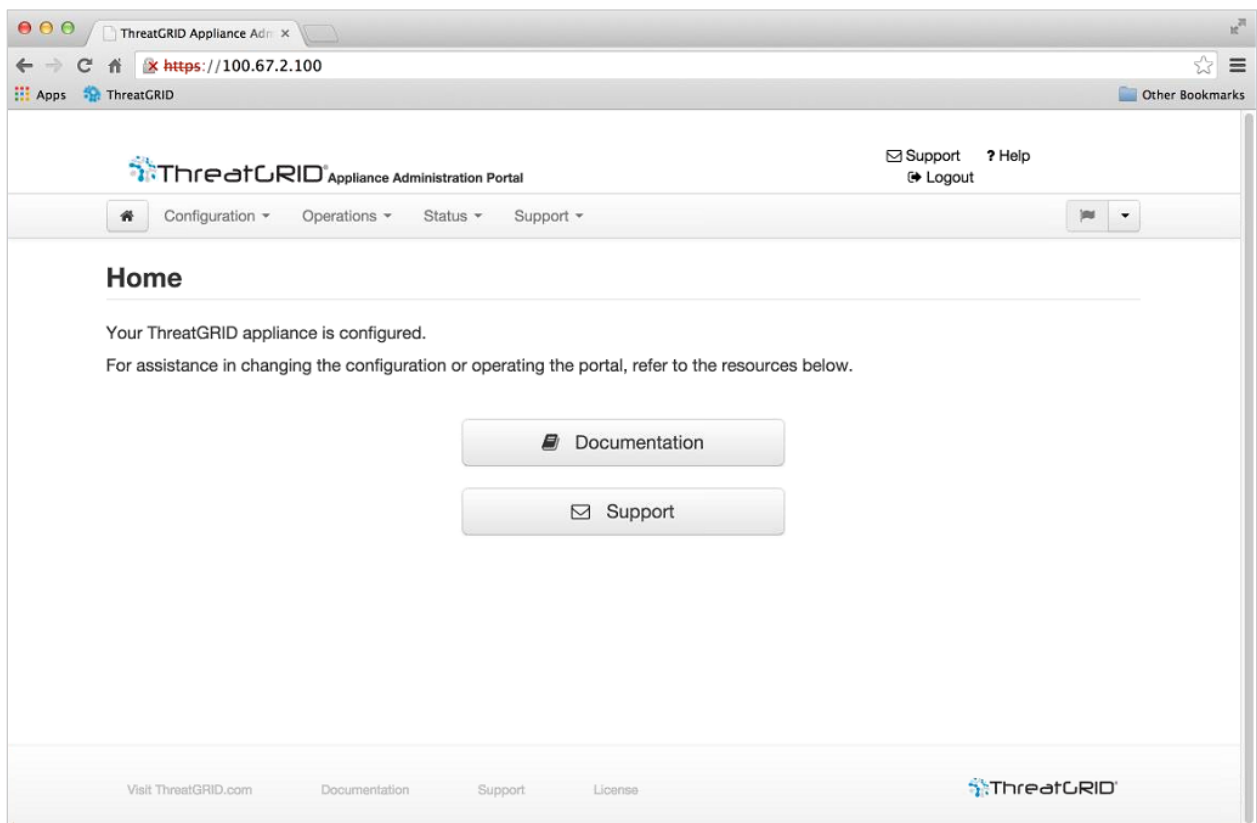 ThreatGRID Appliance Adm
https://100.67.2.100
Apps ThreatGRID Other Bookmarks
ThreatGRID® Appliance Administration Portal
Support ? Help
Logout
Configuration Operations Status Support
Home
Your ThreatGRID appliance is configured.
For assistance in changing the configuration or operating the portal, refer to the resources below.
Documentation
Support
Visit ThreatGRID.com Documentation Support License ThreatGRID®